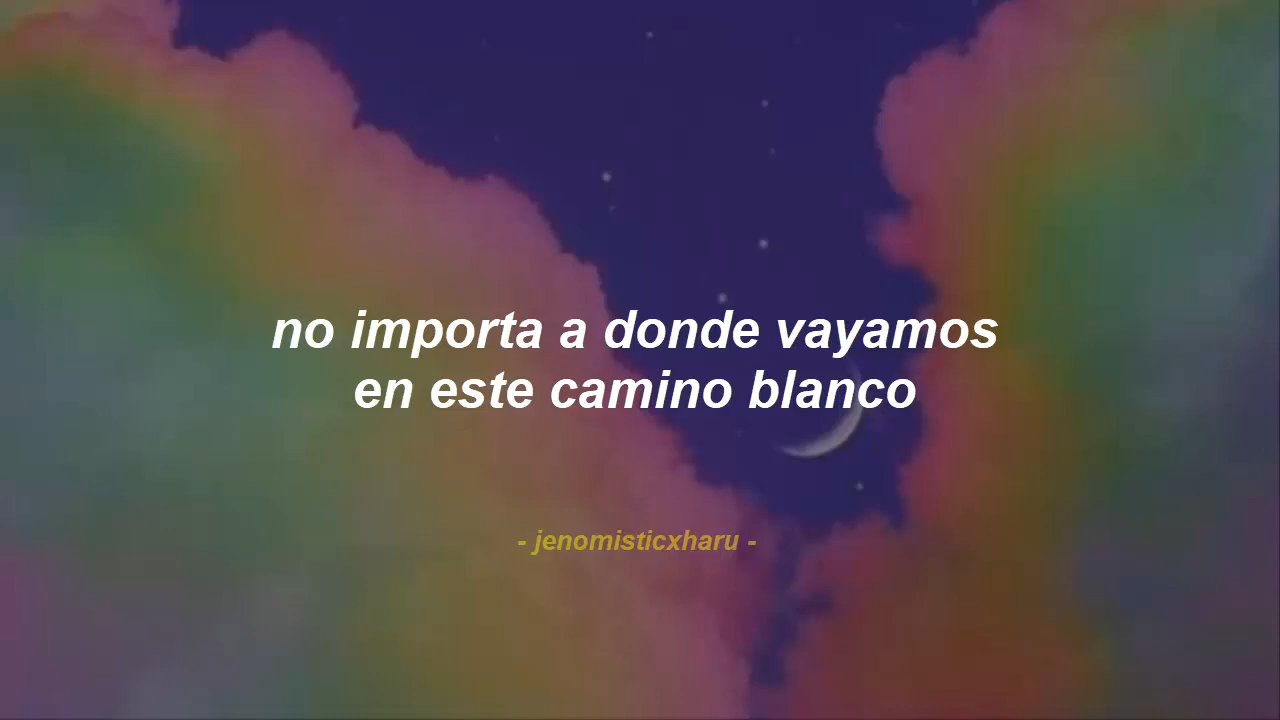 no importa a donde vayamos
en este camino blanco
- jenomisticxharu -